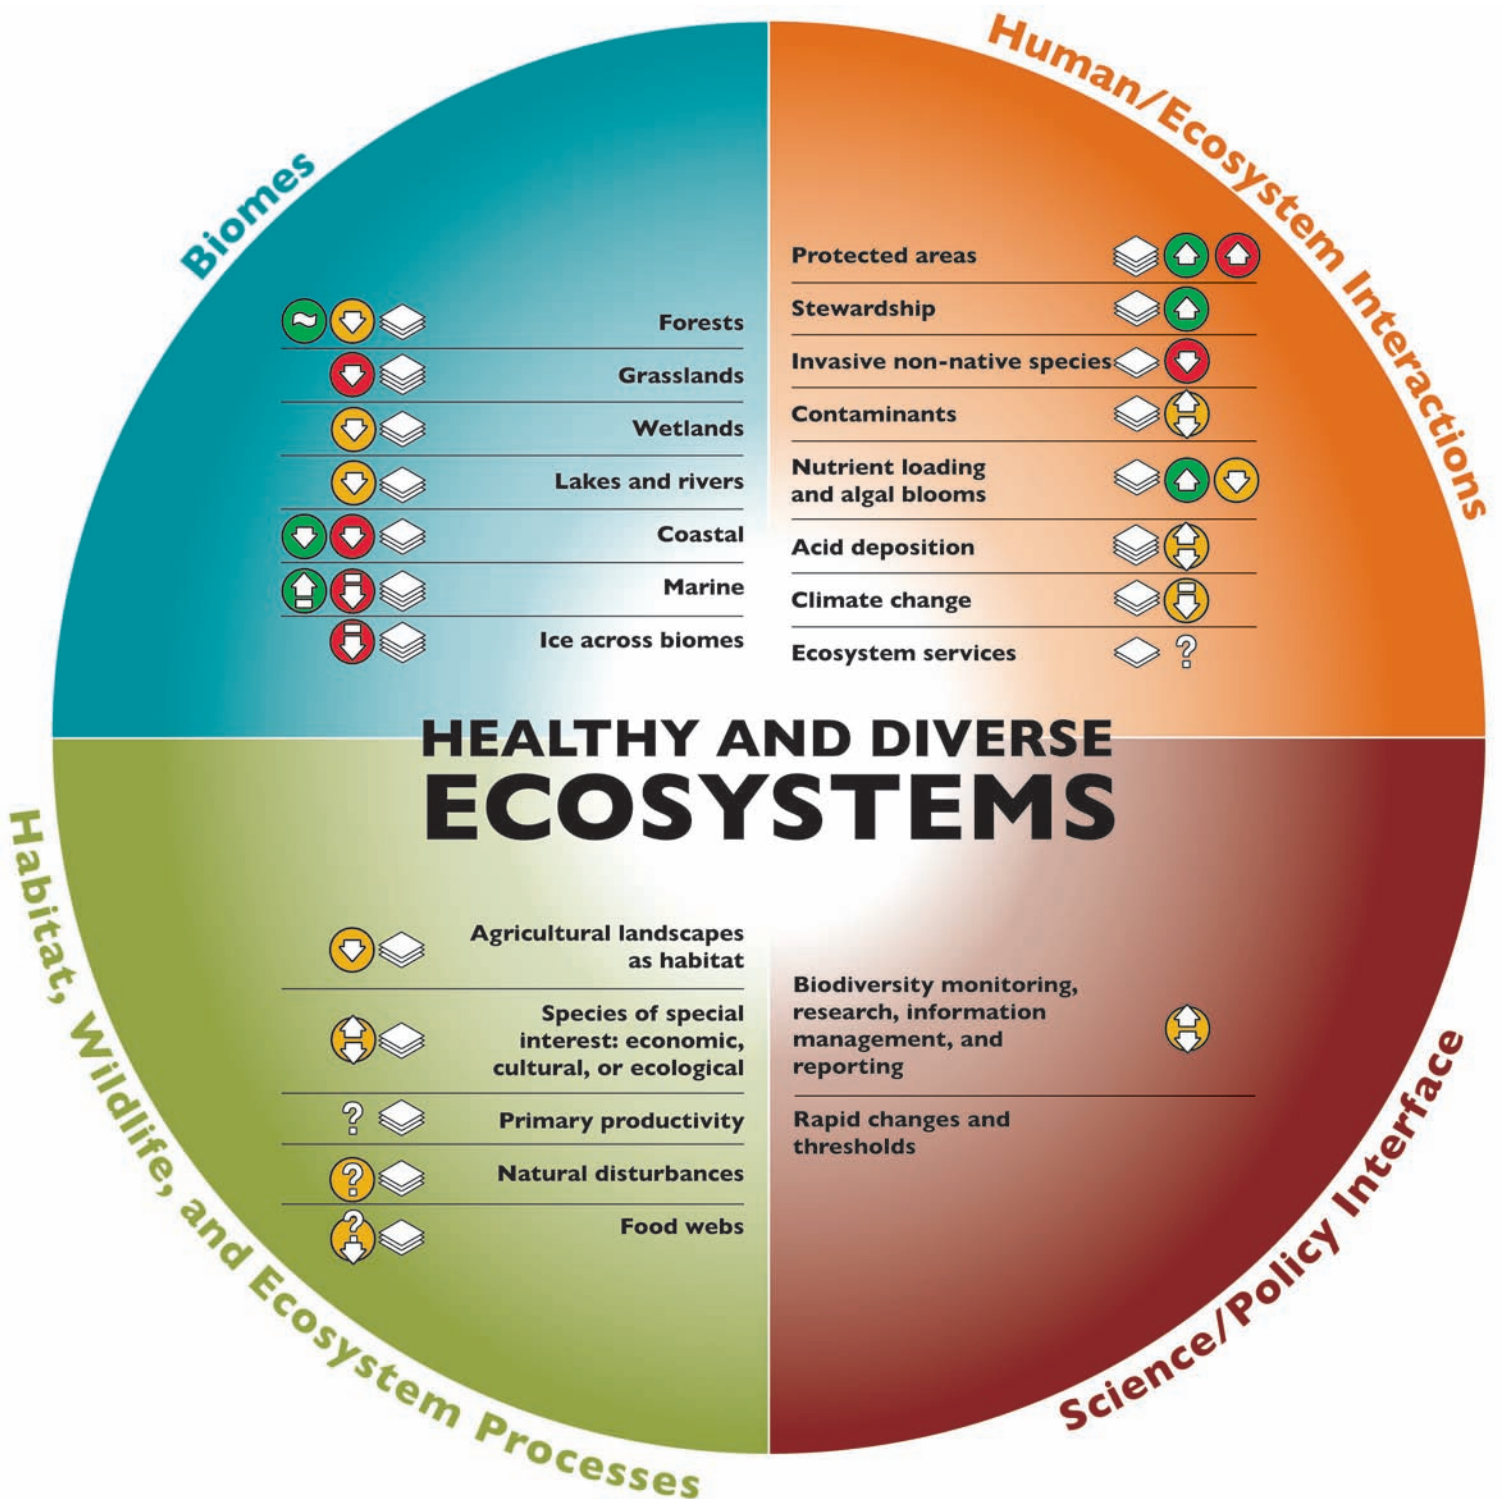 Biomes
Forests
Grasslands
Wetlands
Lakes and rivers
Coastal
Marine
Ice across biomes
Human/Ecosystem Interactions
Protected areas
Stewardship
Invasive non-native species
Contaminants
Nutrient loading
and algal blooms
Acid deposition
Climate change
Ecosystem services
?
HEALTHY AND DIVERSE
ECOSYSTEMS
Habitat, Wildlife, and Ecosystem Processes
Agricultural landscapes
as habitat
Species of special
interest: economic,
cultural, or ecological
?
Primary productivity
?
Natural disturbances
?
Food webs
Science/Policy Interface
Biodiversity monitoring,
research, information
management, and
reporting
Rapid changes and
thresholds